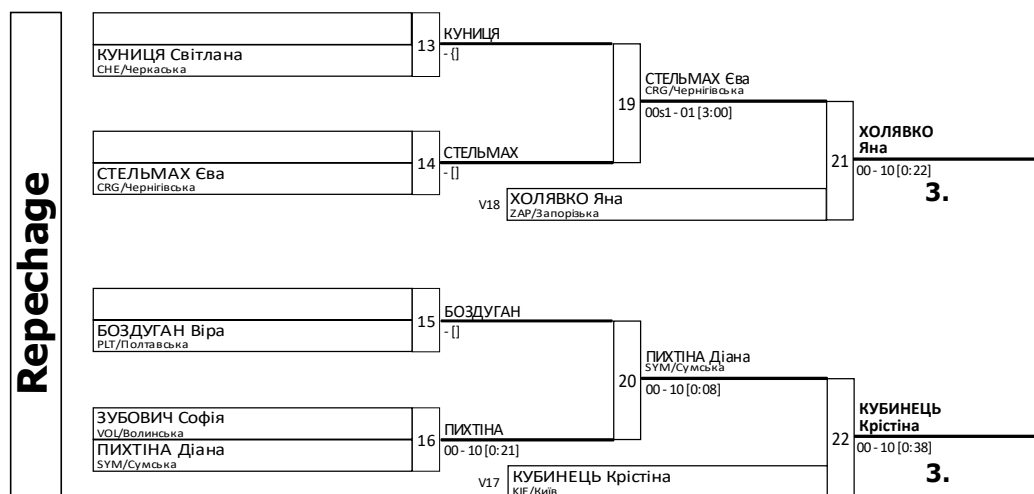 Repechage
КУНИЦЯ Світлана
CHE/Черкаська
13
КУНИЦЯ
- {]
19
СТЕЛЬМАХ Єва
CRG/Чернігівська
00s1 - 01 [3:00]
СТЕЛЬМАХ Єва
CRG/Чернігівська
14
СТЕЛЬМАХ
- []
V18
ХОЛЯВКО Яна
ZAP/Запорізька
21
ХОЛЯВКО
Яна
00 - 10 [0:22]
3.
БОЗДУГАН Віра
PLT/Полтавська
15
БОЗДУГАН
- []
20
ПИХТІНА Діана
SYM/Сумська
00 - 10 [0:08]
ЗУБОВИЧ Софія
VOL/Волинська
ПИХТІНА Діана
SYM/Сумська
16
ПИХТІНА
00 - 10 [0:21]
V17
КУБИНЕЦЬ Крістіна
KIE/Київ
22
КУБИНЕЦЬ
Крістіна
00 - 10 [0:38]
3.